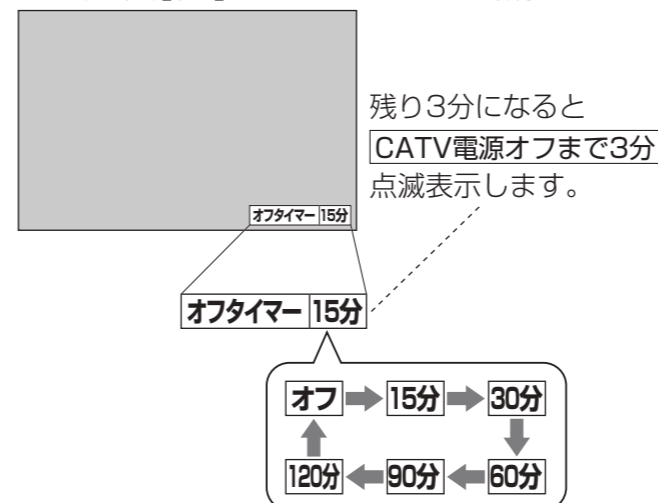 残り3分になると
CATV電源オフまで3分
点滅表示します。
オフタイマー 15分
オフタイマー 15分
オフ 15分 30分
120分 90分 60分